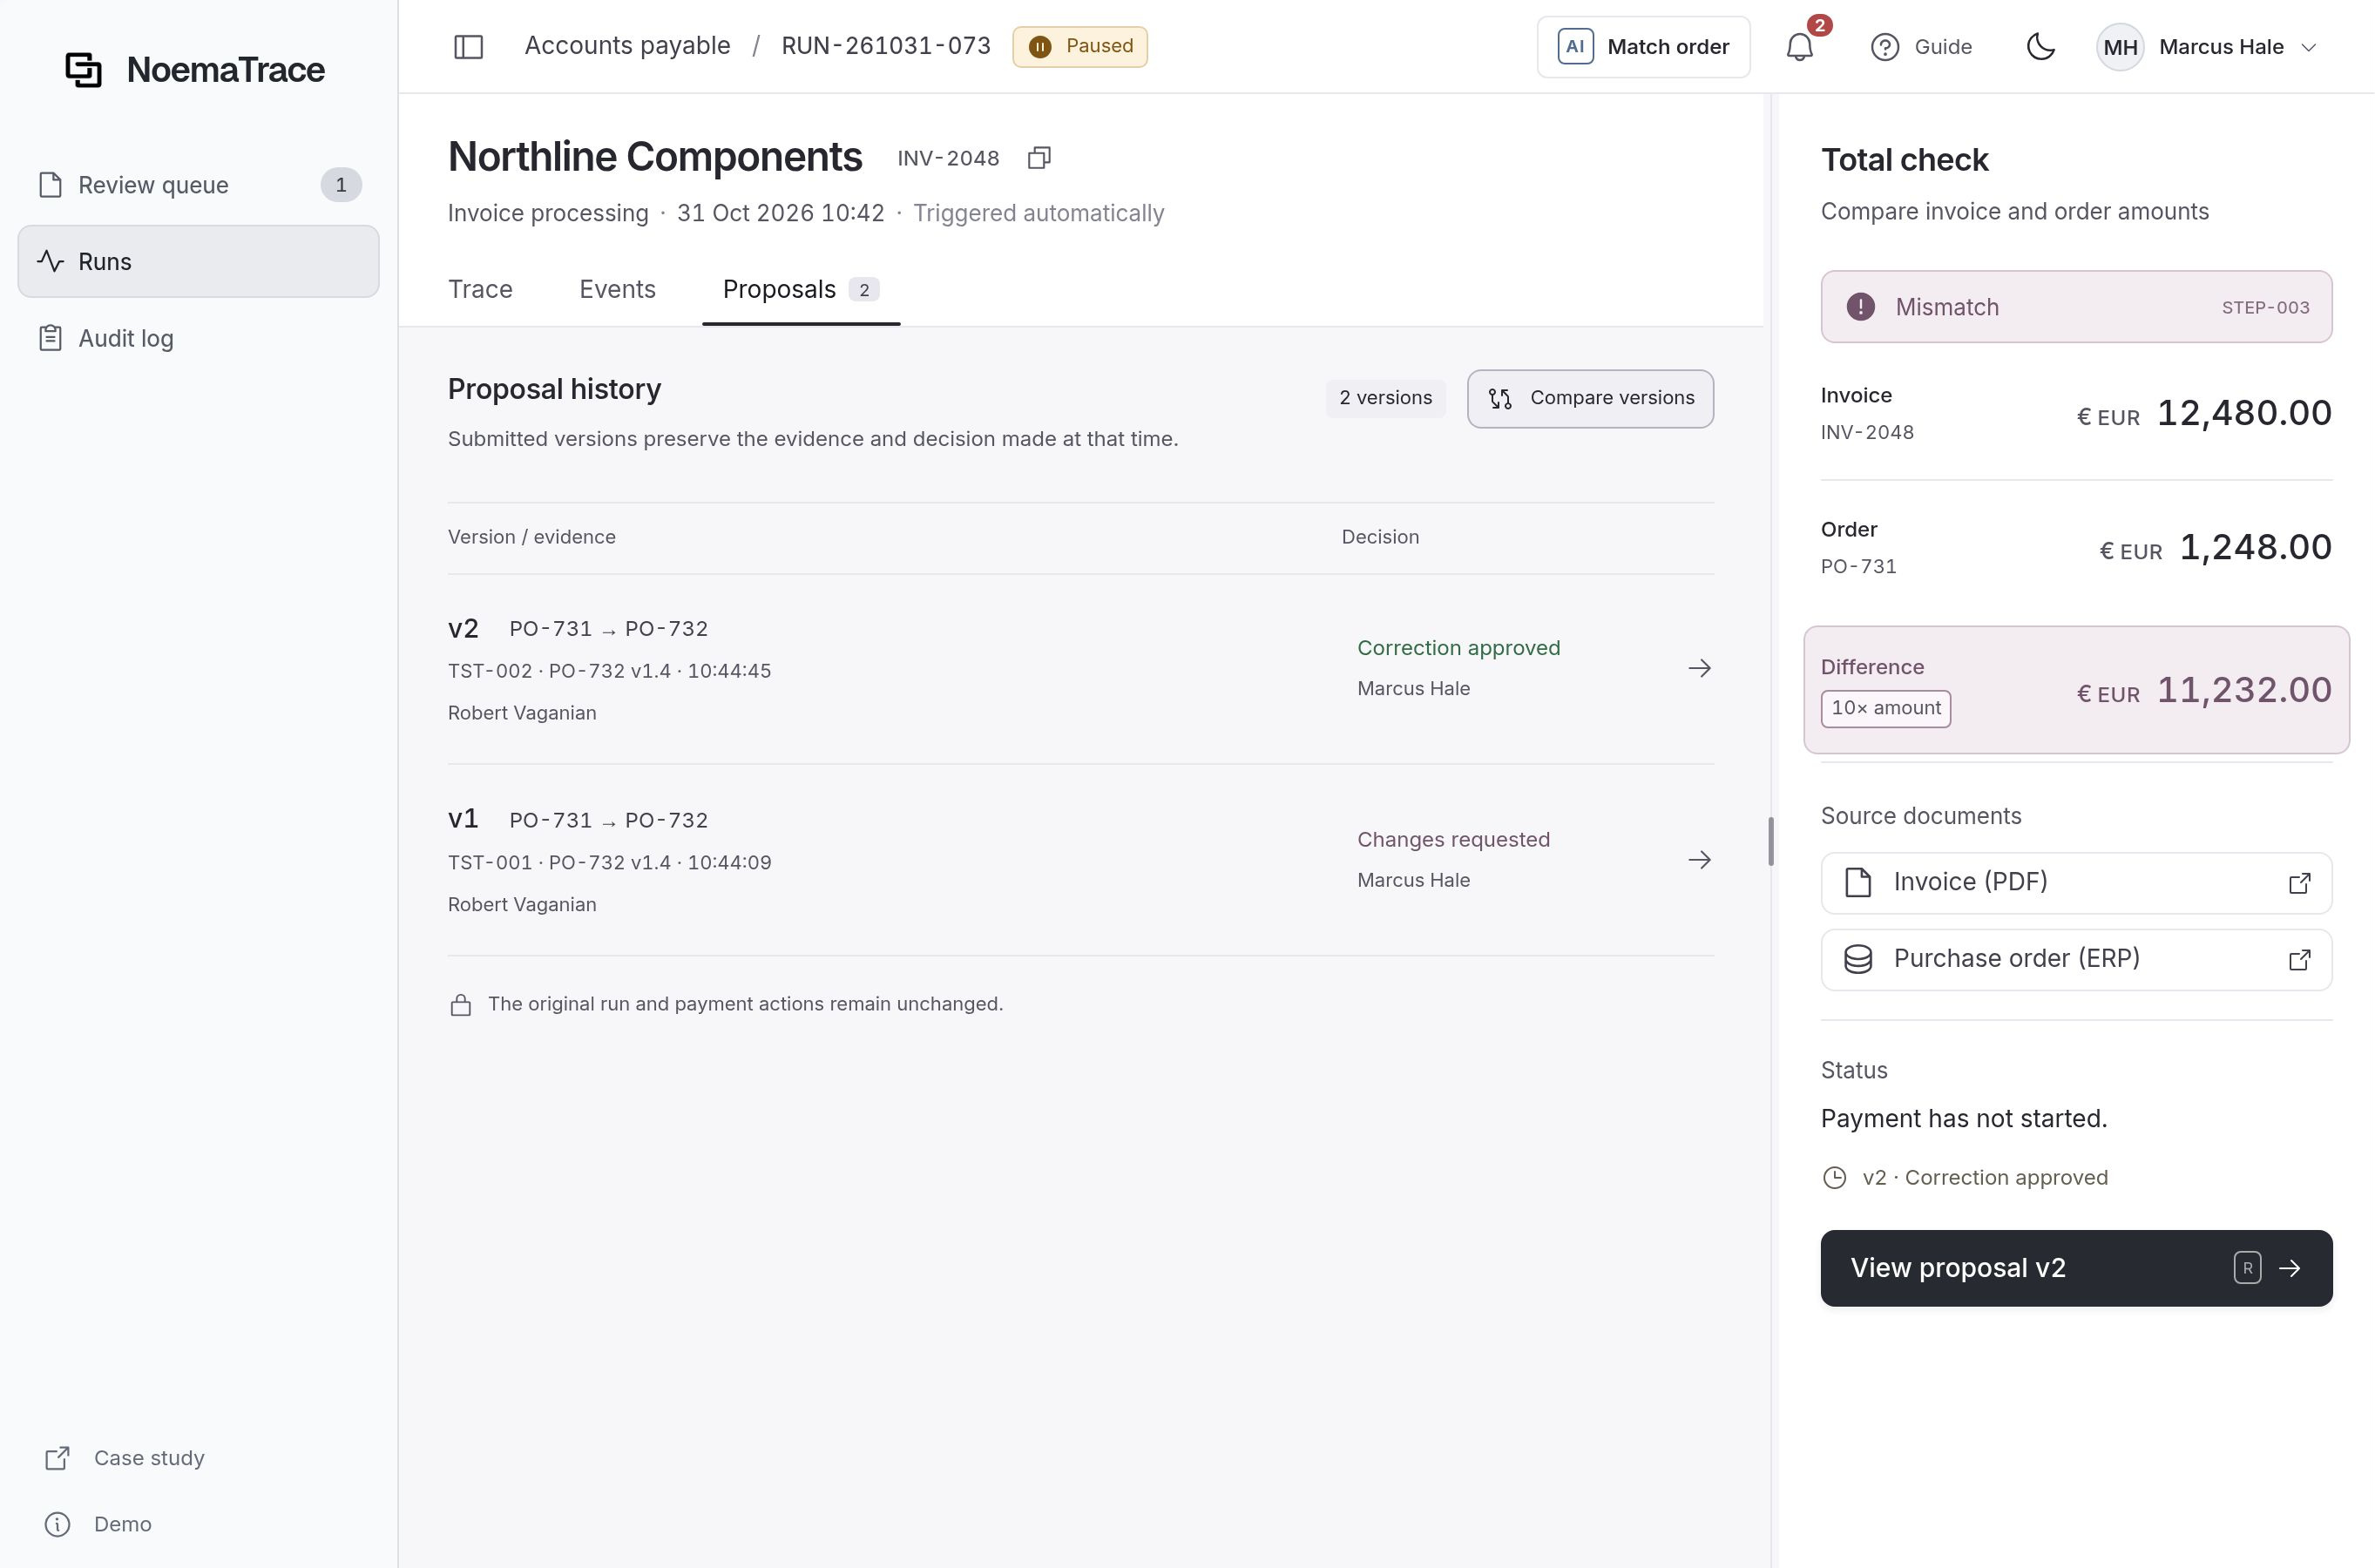 NoemaTrace
Review queue 1
Runs
Audit log
Case study
Demo
Accounts payable / RUN-261031-073 Paused
AI Match order 2 Guide MH Marcus Hale
Northline Components INV-2048
Invoice processing · 31 Oct 2026 10:42 · Triggered automatically
Trace Events Proposals 2
Proposal history
2 versions Compare versions
Submitted versions preserve the evidence and decision made at that time.
Version / evidence Decision
v2 PO-731 → PO-732
TST-002 · PO-732 v1.4 · 10:44:45
Robert Vaganian
Correction approved
Marcus Hale
v1 PO-731 → PO-732
TST-001 · PO-732 v1.4 · 10:44:09
Robert Vaganian
Changes requested
Marcus Hale
The original run and payment actions remain unchanged.
Total check
Compare invoice and order amounts
Mismatch STEP-003
Invoice
INV-2048
€ EUR 12,480.00
Order
PO-731
€ EUR 1,248.00
Difference
10× amount
€ EUR 11,232.00
Source documents
Invoice (PDF)
Purchase order (ERP)
Status
Payment has not started.
v2 · Correction approved
View proposal v2 R